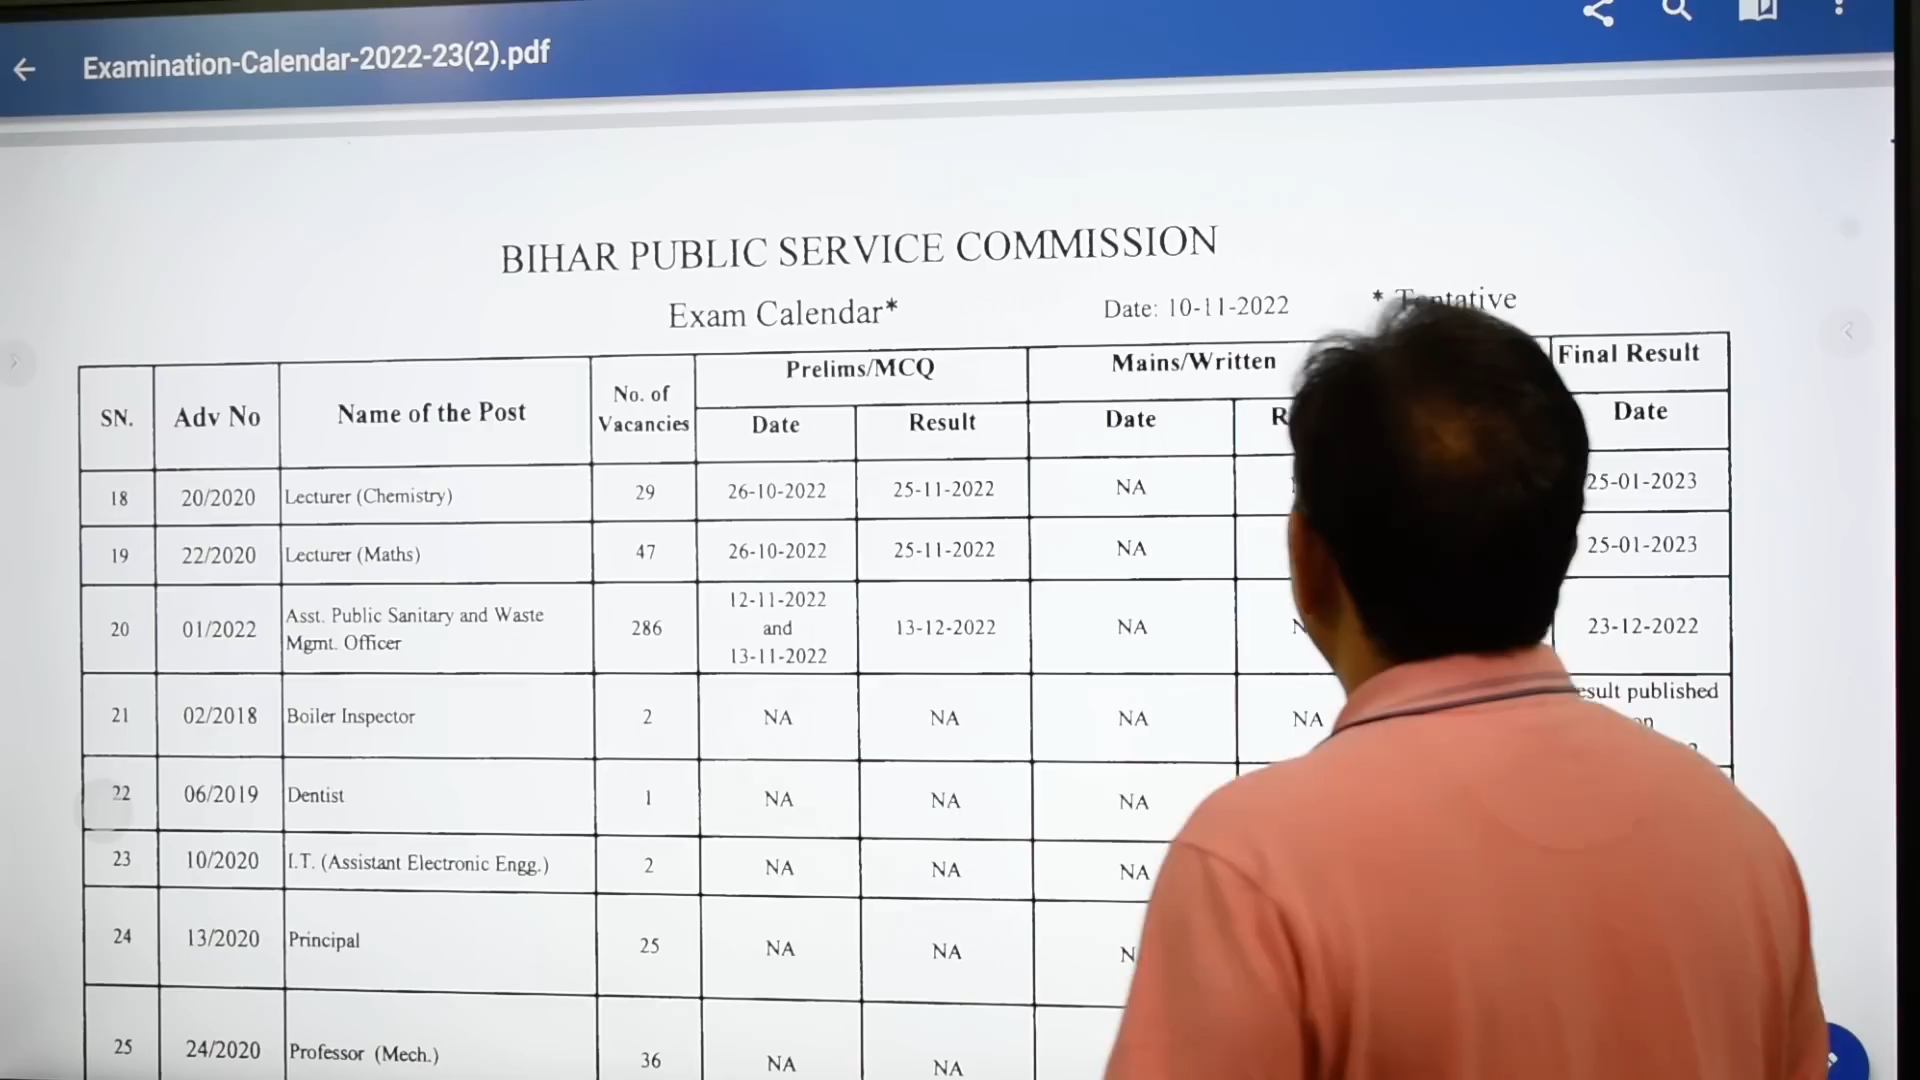 Examination-Calendar-2022-23(2).pdf
BIHAR PUBLIC SERVICE COMMISSION
Exam Calendar* Date: 10-11-2022 * Tentative
SN. Adv No Name of the Post No. of Vacancies Prelims/MCQ Mains/Written Final Result
Date Result Date Date
18 20/2020 Lecturer (Chemistry) 29 26-10-2022 25-11-2022 NA 25-01-2023
19 22/2020 Lecturer (Maths) 47 26-10-2022 25-11-2022 NA 25-01-2023
20 01/2022 Asst. Public Sanitary and Waste Mgmt. Officer 286 12-11-2022 and 13-11-2022 13-12-2022 NA 23-12-2022
21 02/2018 Boiler Inspector 2 NA NA NA NA published
22 06/2019 Dentist 1 NA NA NA
23 10/2020 I.T. (Assistant Electronic Engg.) 2 NA NA NA
24 13/2020 Principal 25 NA NA
25 24/2020 Professor (Mech.) 36 NA NA